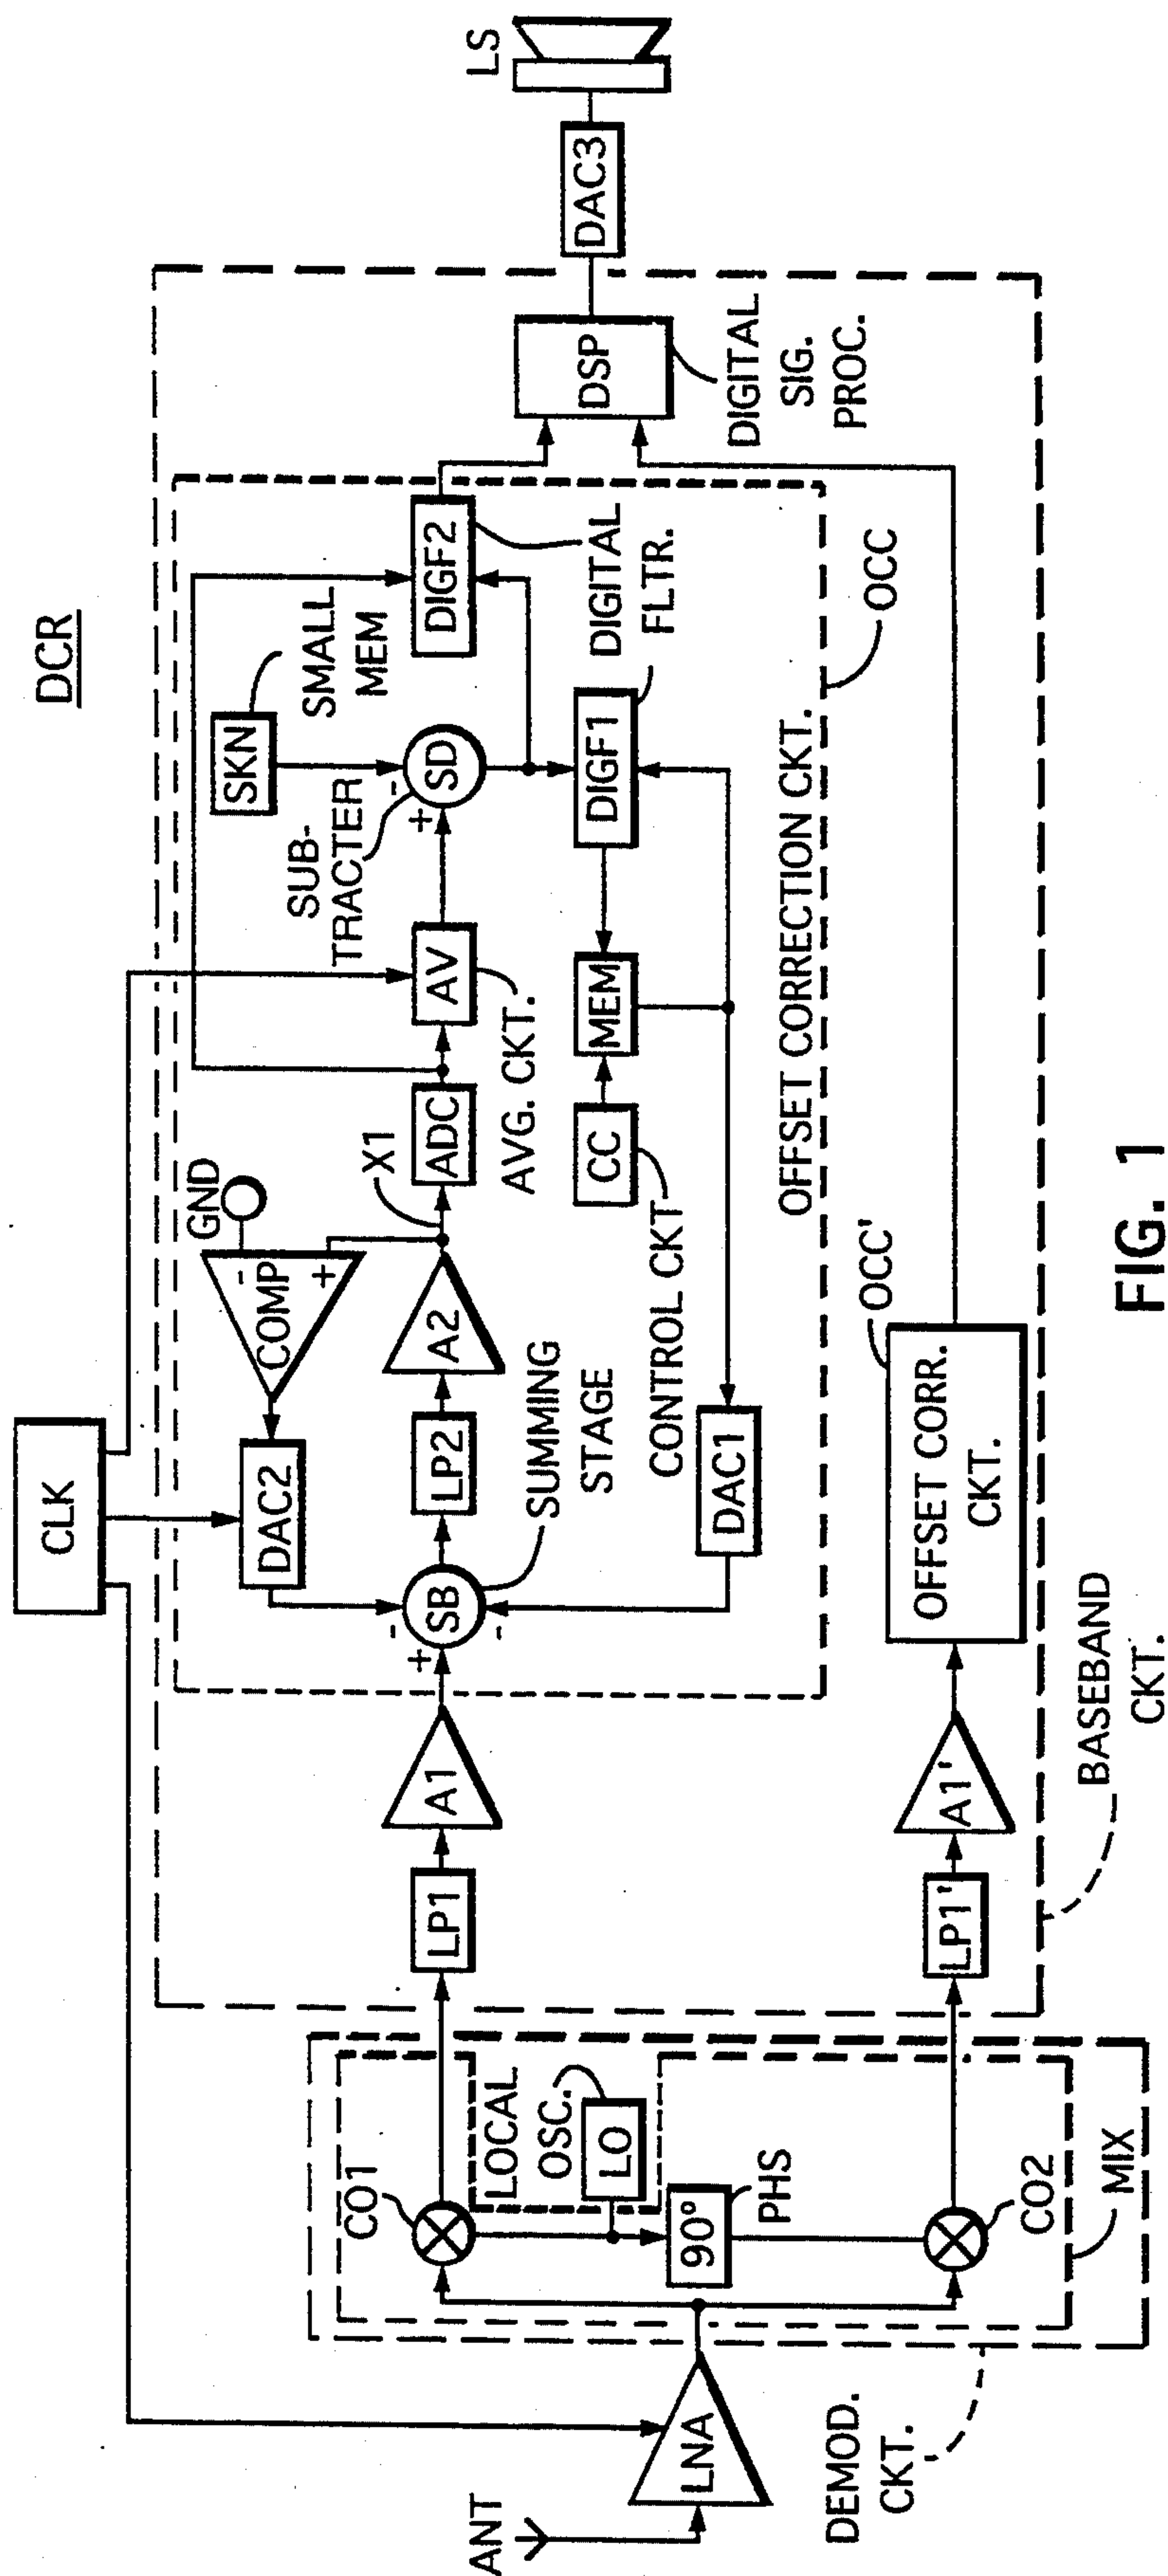 DCR
CLK
GND
COMP
-
+
DAC2
SKN
SMALL
MEM
SUB-
TRACTER
X1
-
+
SB
-
LP2
A2
ADC
AV
+
-
SD
DIGF2
AVG. CKT.
SUMMING
STAGE
DIGITAL
FLTR.
CC
MEM
DIGF1
CONTROL CKT
DAC1
OFFSET CORRECTION CKT.
OCC
DSP
DIGITAL
SIG.
PROC.
DAC3
LS
LP1
A1
LP1'
A1'
OFFSET CORR.
CKT.
OCC'
BASEBAND
CKT.
CO1
LOCAL
OSC.
LO
90°
PHS
CO2
MIX
DEMOD.
CKT.
LNA
ANT
FIG. 1